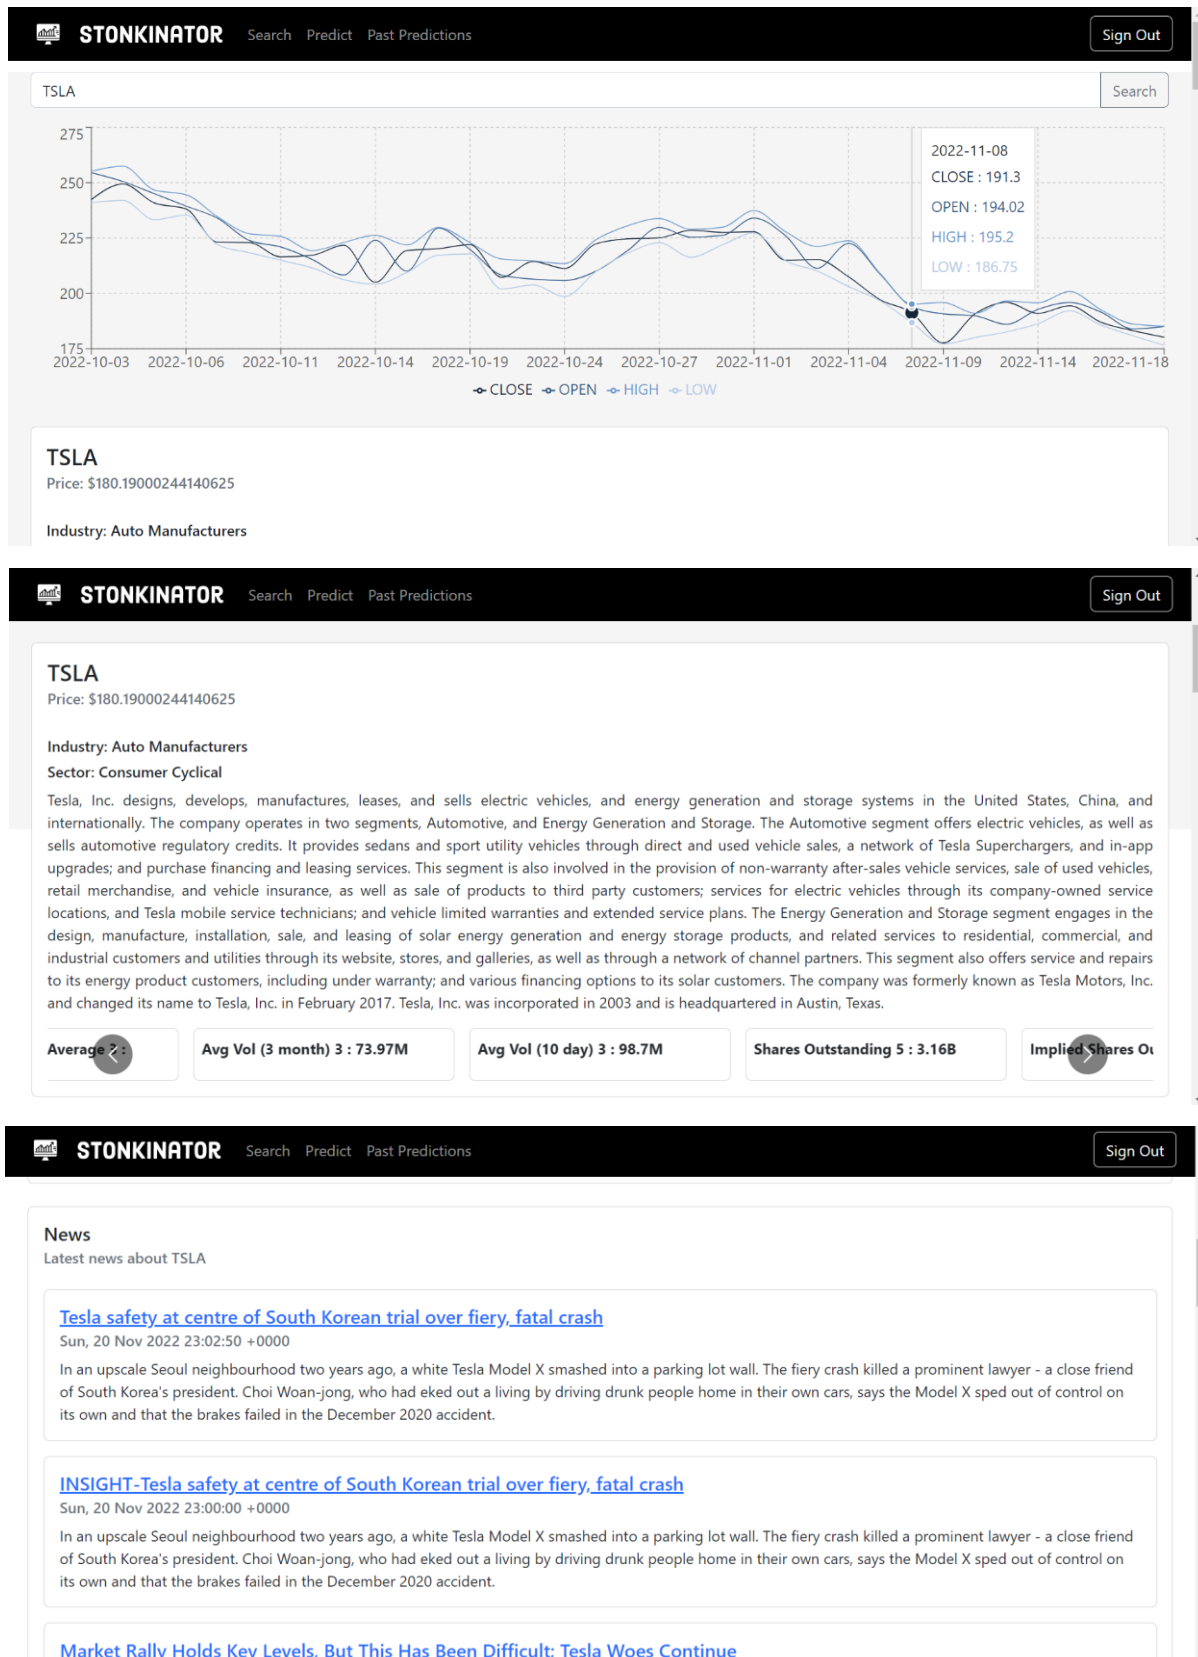 STONKINATOR Search Predict Past Predictions Sign Out
TSLA Search
275
250
225
200
175
2022-11-08
CLOSE : 191.3
OPEN : 194.02
HIGH : 195.2
LOW : 186.75
2022-10-03 2022-10-06 2022-10-11 2022-10-14 2022-10-19 2022-10-24 2022-10-27 2022-11-01 2022-11-04 2022-11-09 2022-11-14 2022-11-18
CLOSE OPEN HIGH LOW
TSLA
Price: $180.19000244140625
Industry: Auto Manufacturers
STONKINATOR Search Predict Past Predictions Sign Out
TSLA
Price: $180.19000244140625
Industry: Auto Manufacturers
Sector: Consumer Cyclical
Tesla, Inc. designs, develops, manufactures, leases, and sells electric vehicles, and energy generation and storage systems in the United States, China, and
internationally. The company operates in two segments, Automotive, and Energy Generation and Storage. The Automotive segment offers electric vehicles, as well as
sells automotive regulatory credits. It provides sedans and sport utility vehicles through direct and used vehicle sales, a network of Tesla Superchargers, and in-app
upgrades; and purchase financing and leasing services. This segment is also involved in the provision of non-warranty after-sales vehicle services, sale of used vehicles,
retail merchandise, and vehicle insurance, as well as sale of products to third party customers; services for electric vehicles through its company-owned service
locations, and Tesla mobile service technicians; and vehicle limited warranties and extended service plans. The Energy Generation and Storage segment engages in the
design, manufacture, installation, sale, and leasing of solar energy generation and energy storage products, and related services to residential, commercial, and
industrial customers and utilities through its website, stores, and galleries, as well as through a network of channel partners. This segment also offers service and repairs
to its energy product customers, including under warranty; and various financing options to its solar customers. The company was formerly known as Tesla Motors, Inc.
and changed its name to Tesla, Inc. in February 2017. Tesla, Inc. was incorporated in 2003 and is headquartered in Austin, Texas.
Average 3 : Avg Vol (3 month) 3 : 73.97M Avg Vol (10 day) 3 : 98.7M Shares Outstanding 5 : 3.16B Implied Shares Ou
STONKINATOR Search Predict Past Predictions Sign Out
News
Latest news about TSLA
Tesla safety at centre of South Korean trial over fiery, fatal crash
Sun, 20 Nov 2022 23:02:50 +0000
In an upscale Seoul neighbourhood two years ago, a white Tesla Model X smashed into a parking lot wall. The fiery crash killed a prominent lawyer - a close friend
of South Korea's president. Choi Woan-jong, who had eked out a living by driving drunk people home in their own cars, says the Model X sped out of control on
its own and that the brakes failed in the December 2020 accident.
INSIGHT-Tesla safety at centre of South Korean trial over fiery, fatal crash
Sun, 20 Nov 2022 23:00:00 +0000
In an upscale Seoul neighbourhood two years ago, a white Tesla Model X smashed into a parking lot wall. The fiery crash killed a prominent lawyer - a close friend
of South Korea's president. Choi Woan-jong, who had eked out a living by driving drunk people home in their own cars, says the Model X sped out of control on
its own and that the brakes failed in the December 2020 accident.
Market Rally Holds Key Levels, But This Has Been Difficult; Tesla Woes Continue